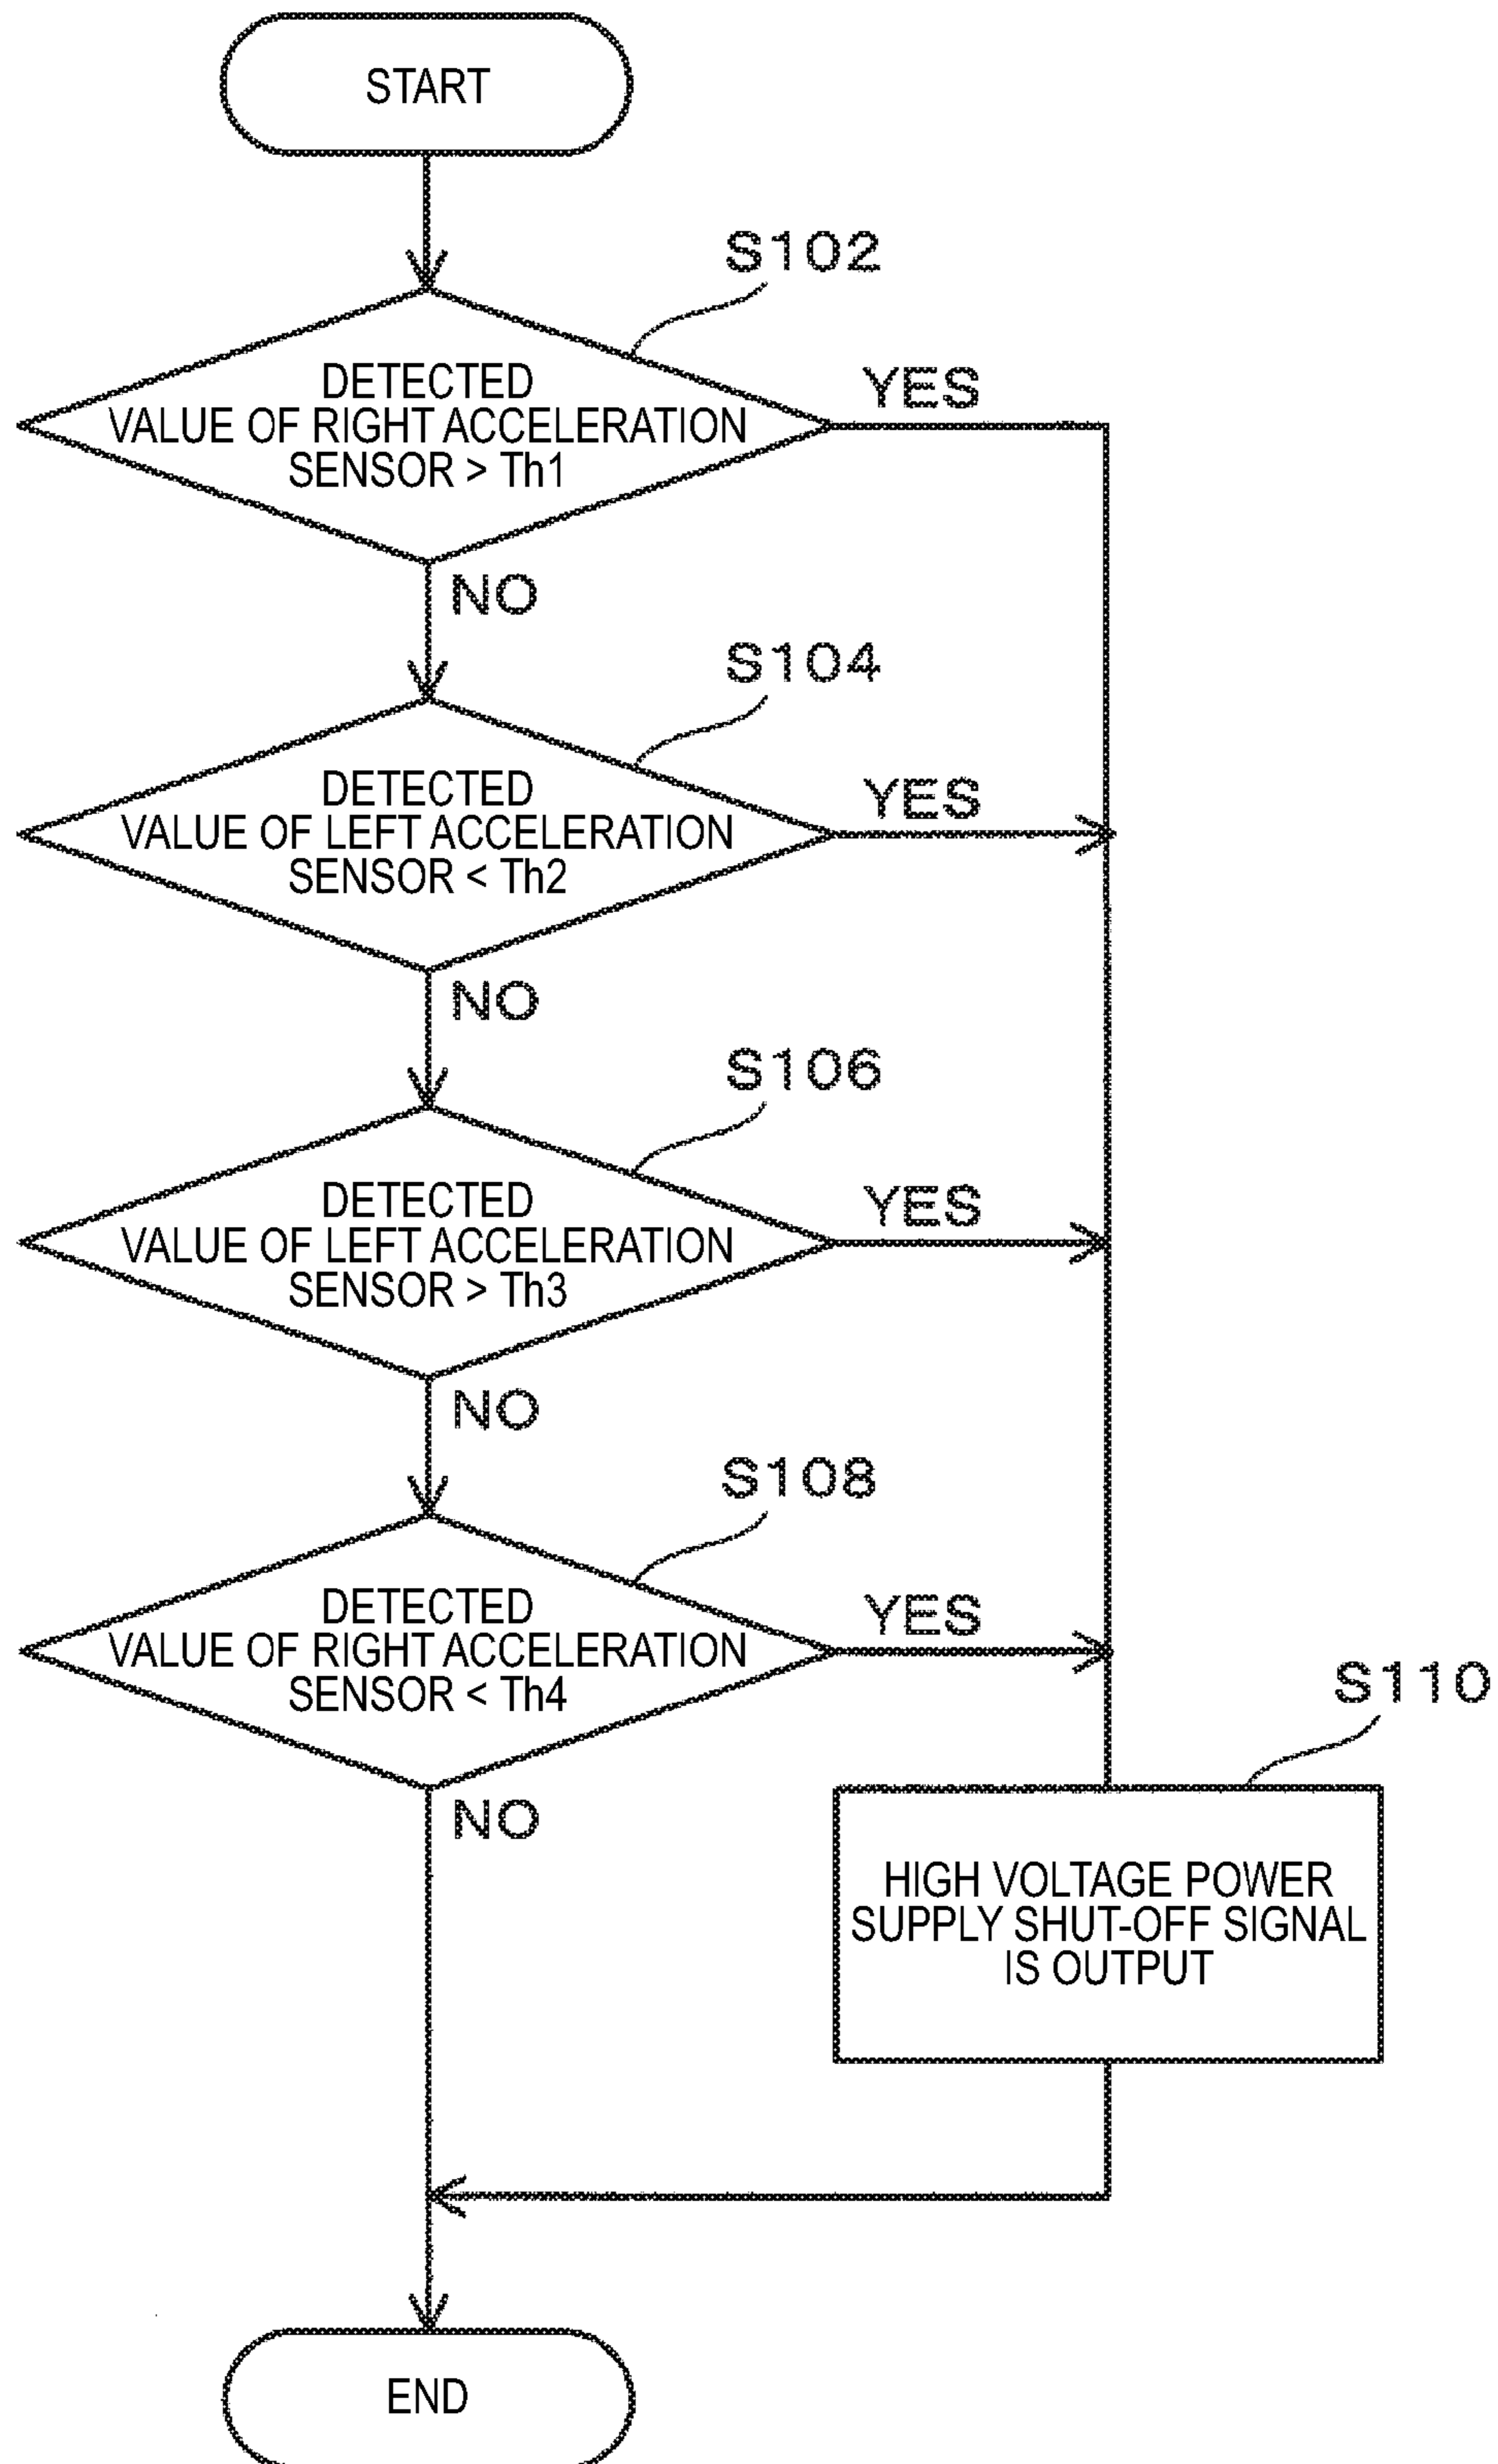 START
S102
DETECTED
VALUE OF RIGHT ACCELERATION
SENSOR > Th1
YES
NO
S104
DETECTED
VALUE OF LEFT ACCELERATION
SENSOR < Th2
YES
NO
S106
DETECTED
VALUE OF LEFT ACCELERATION
SENSOR > Th3
YES
NO
S108
DETECTED
VALUE OF RIGHT ACCELERATION
SENSOR < Th4
YES
NO
S110
HIGH VOLTAGE POWER
SUPPLY SHUT-OFF SIGNAL
IS OUTPUT
END